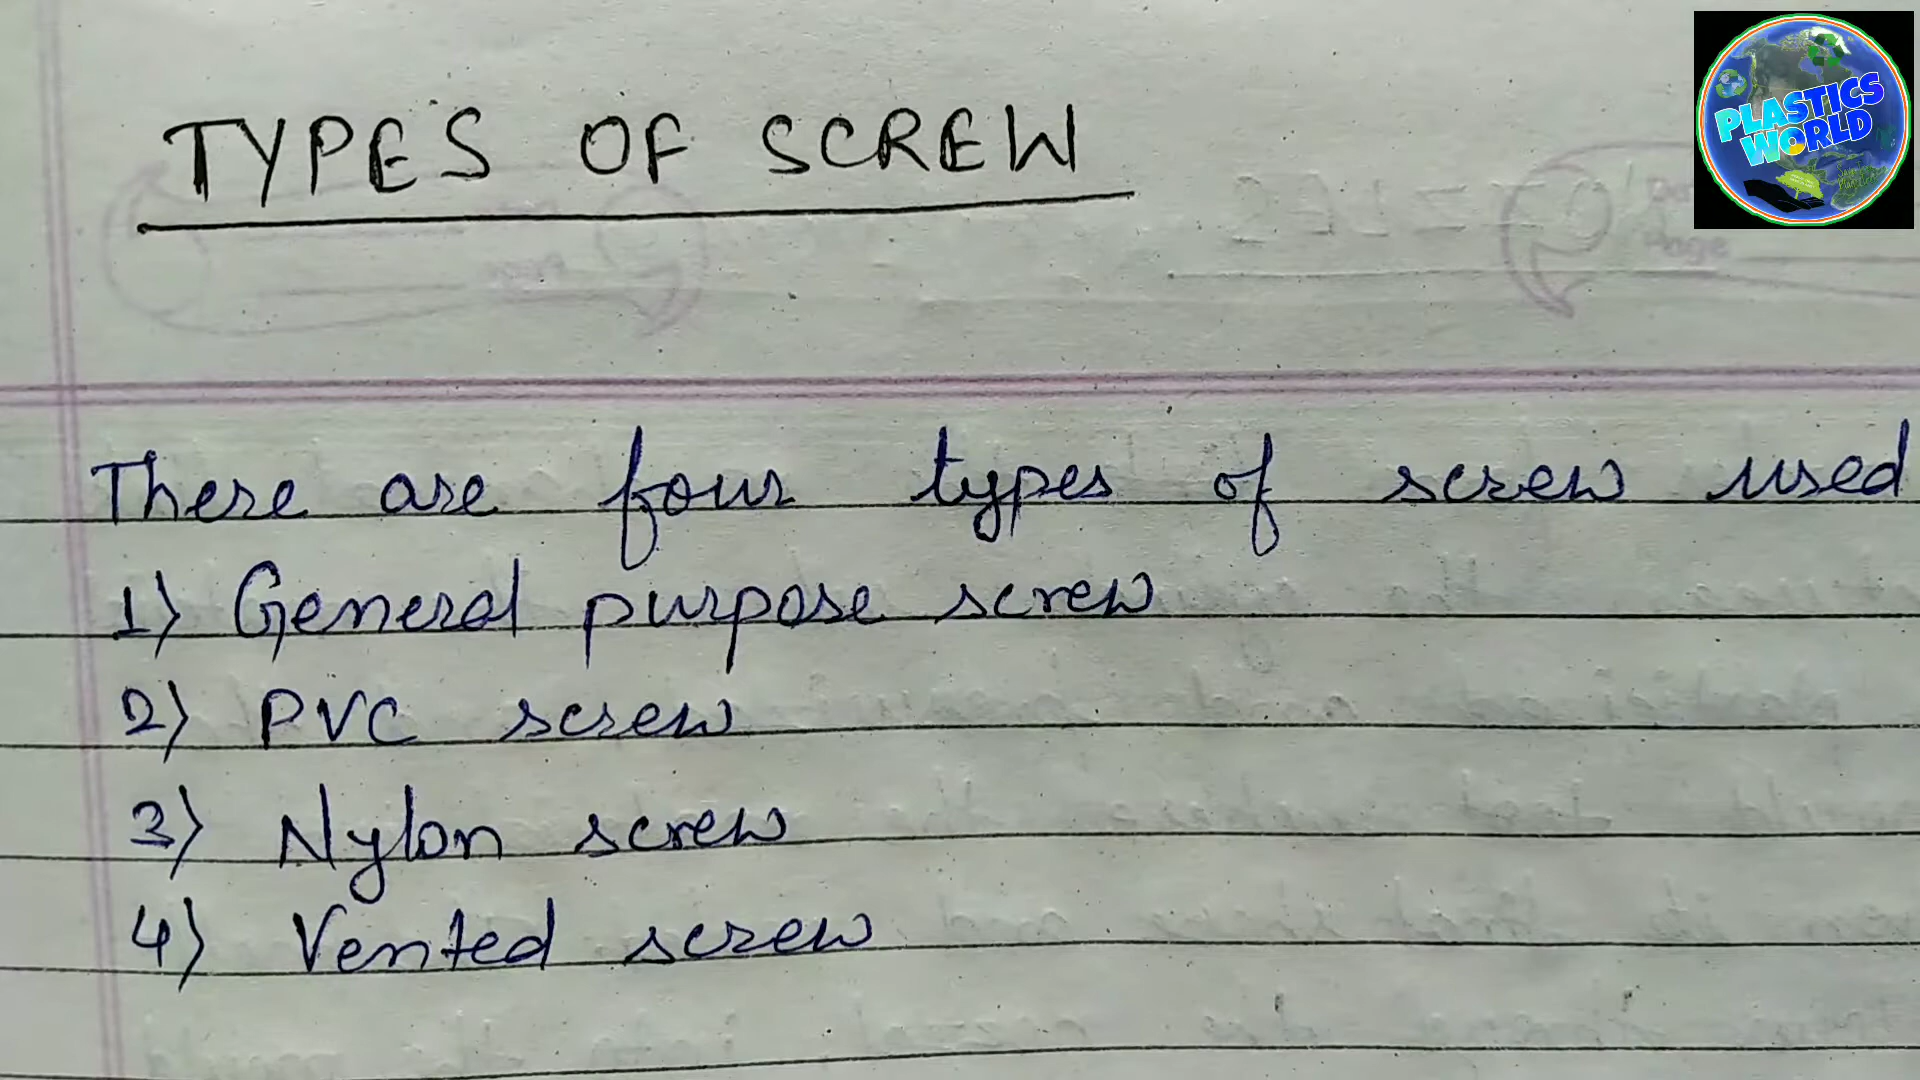 TYPES OF SCREW
PLASTICS
WORLD
There are four types of screw used
1) General purpose screw
2) PVC screw
3) Nylon screw
4) Vented screw